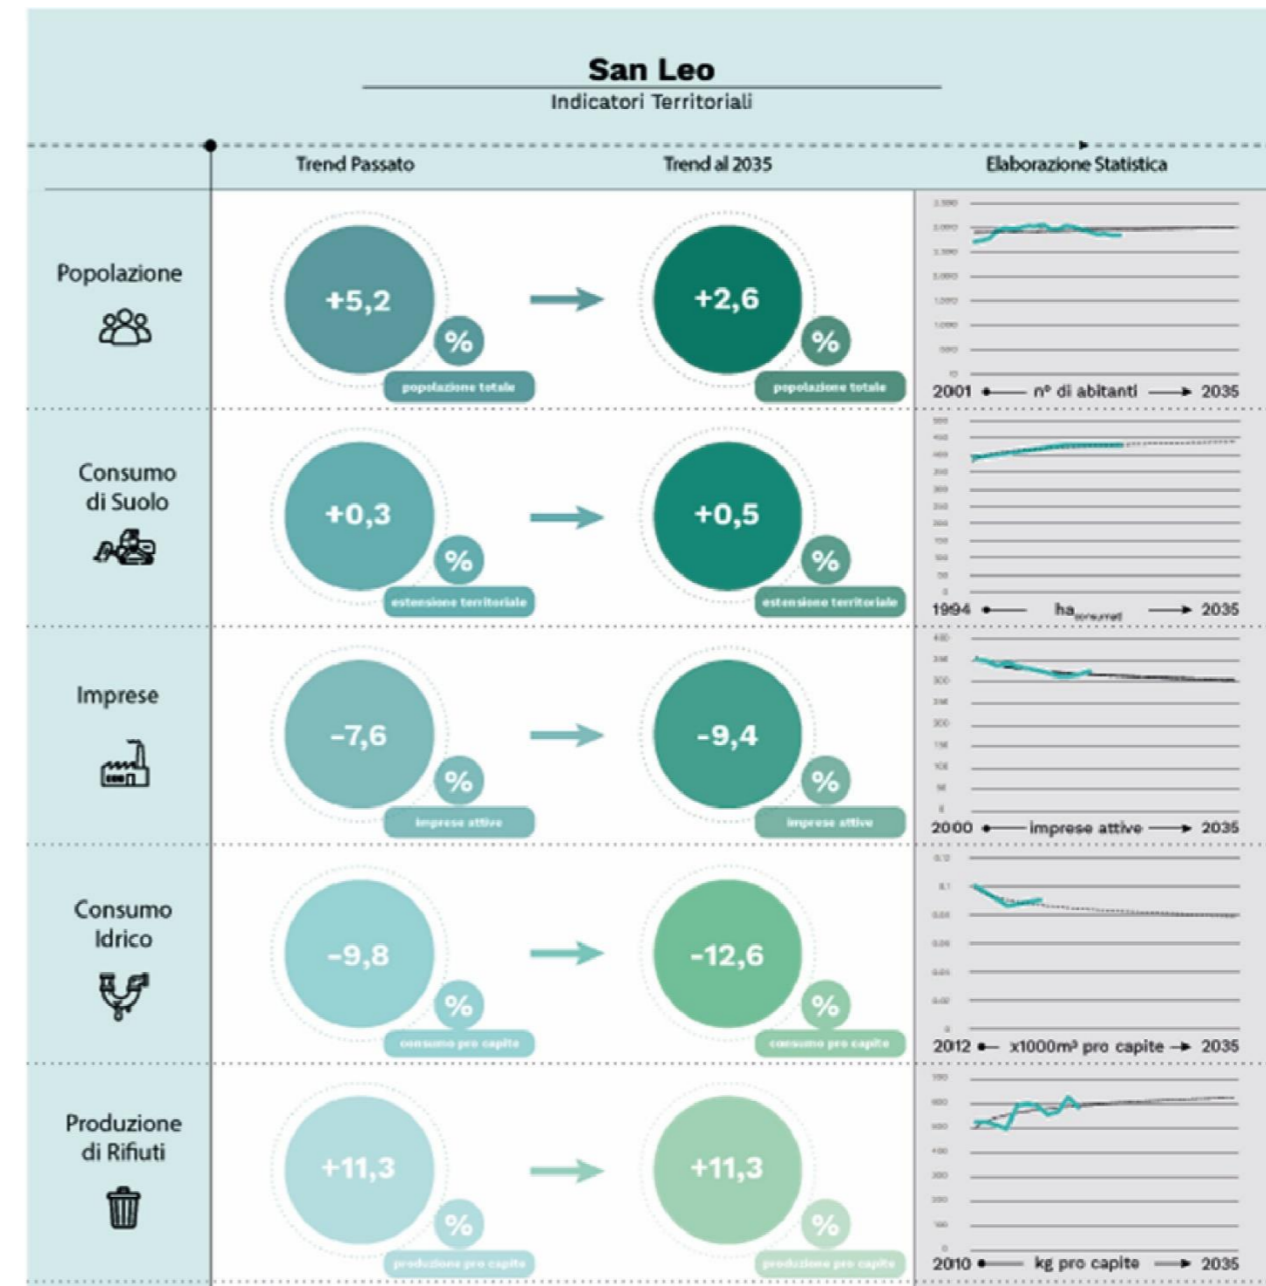 San Leo
Indicatori Territoriali
Trend Passato
Trend al 2035
Elaborazione Statistica
Popolazione
+5,2
%
popolazione totale
+2,6
%
popolazione totale
2001
n° di abitanti
2035
Consumo
di Suolo
+0,3
%
estensione territoriale
+0,5
%
estensione territoriale
1994
ha consumati
2035
Imprese
-7,6
%
imprese attive
-9,4
%
imprese attive
2000
imprese attive
2035
Consumo
Idrico
-9,8
%
consumo pro capite
-12,6
%
consumo pro capite
2012
x1000m³ pro capite
2035
Produzione
di Rifiuti
+11,3
%
produzione pro capite
+11,3
%
produzione pro capite
2010
kg pro capite
2035